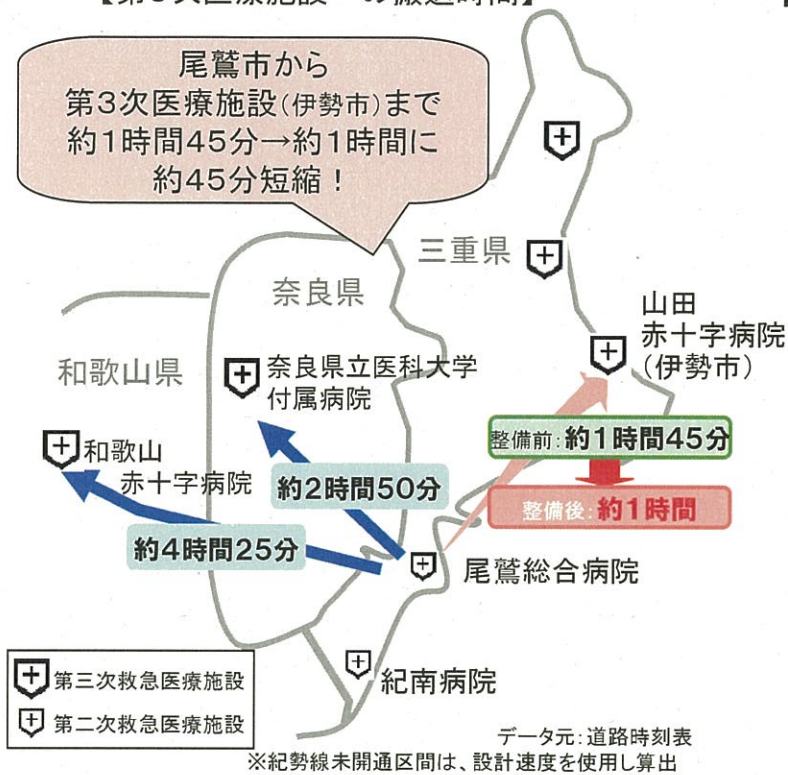 尾鷲市から
第3次医療施設(伊勢市)まで
約1時間45分→約1時間に
約45分短縮!
三重県
奈良県
山田
赤十字病院
(伊勢市)
和歌山県
奈良県立医科大学
付属病院
和歌山
赤十字病院
整備前:約1時間45分
整備後:約1時間
約2時間50分
約4時間25分
尾鷲総合病院
紀南病院
第三次救急医療施設
第二次救急医療施設
データ元:道路時刻表
※紀勢線未開通区間は、設計速度を使用し算出